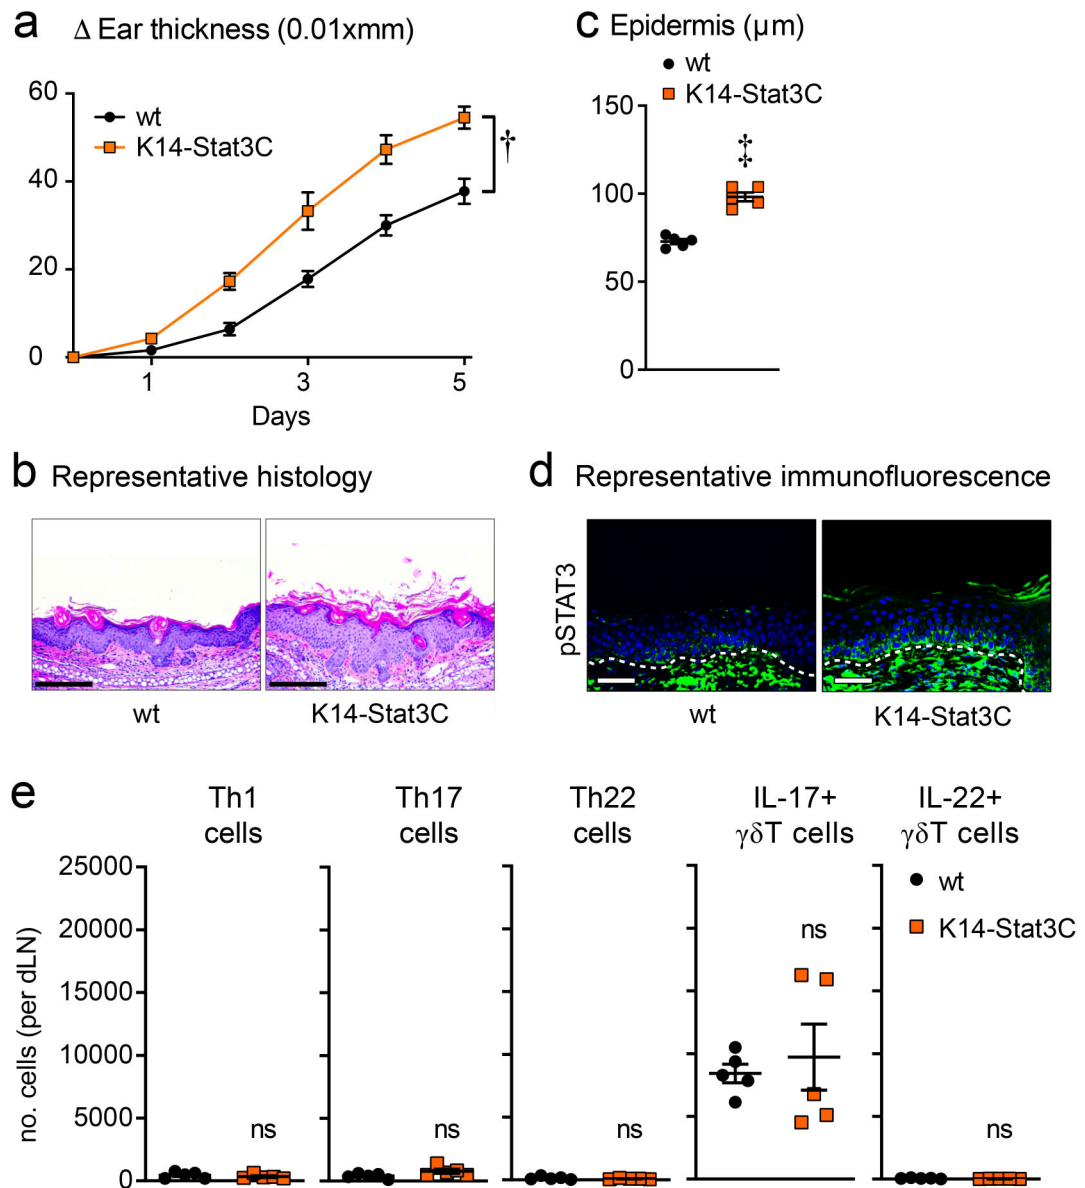 a
Δ Ear thickness (0.01xmm)
60
40
20
0
wt
K14-Stat3C
†
1
3
5
Days
c
Epidermis (µm)
wt
K14-Stat3C
150
100
50
0
‡
b
Representative histology
wt
K14-Stat3C
d
Representative immunofluorescence
pSTAT3
wt
K14-Stat3C
e
Th1
cells
Th17
cells
Th22
cells
IL-17+
γδT cells
IL-22+
γδT cells
no. cells (per dLN)
25000
20000
15000
10000
5000
0
ns
ns
ns
ns
wt
K14-Stat3C
ns